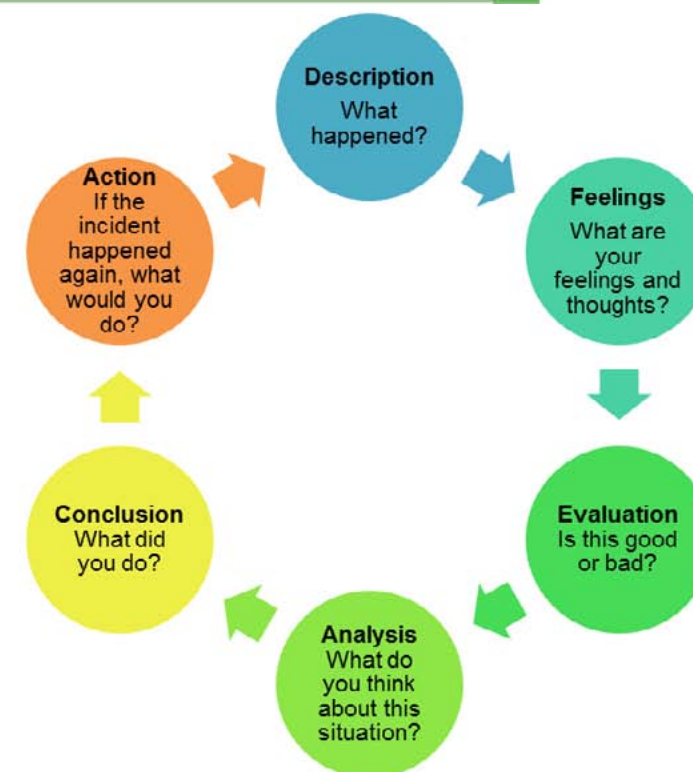 Description
What
happened?
Feelings
What are
your
feelings and
thoughts?
Evaluation
Is this good
or bad?
Analysis
What do
you think
about this
situation?
Conclusion
What did
you do?
Action
If the
incident
happened
again, what
would you
do?